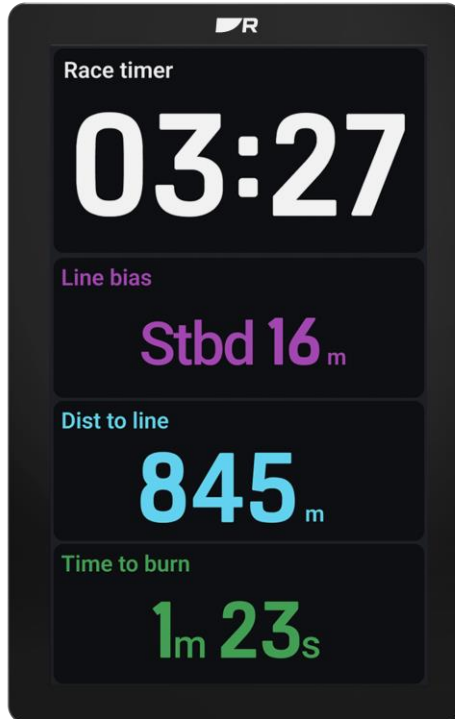 R
Race timer
03:27
Line bias
Stbd 16 m
Dist to line
845 m
Time to burn
1m 23s